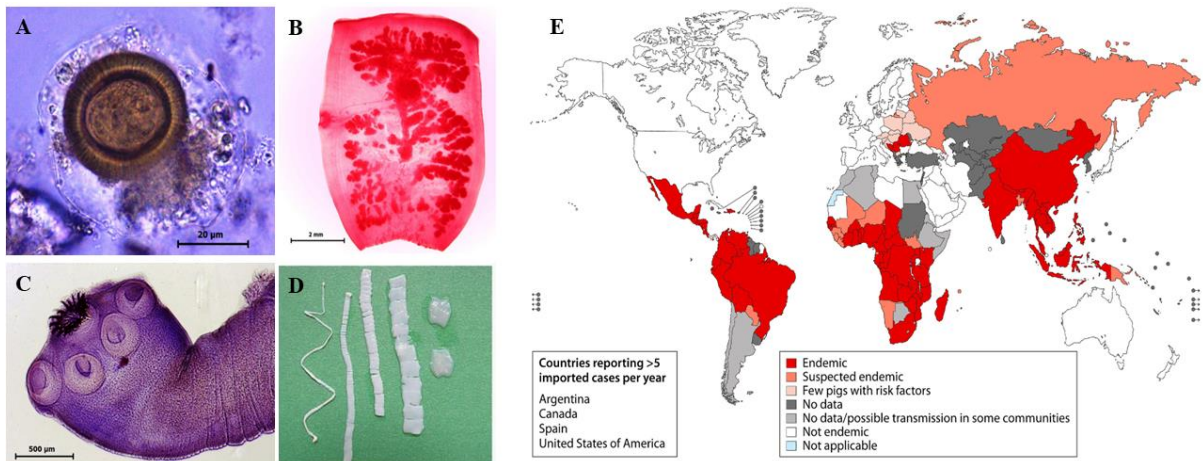 A
20 µm
B
2 mm
C
500 µm
D
E
Countries reporting >5
imported cases per year
Argentina
Canada
Spain
United States of America
Endemic
Suspected endemic
Few pigs with risk factors
No data
No data/possible transmission in some communities
Not endemic
Not applicable